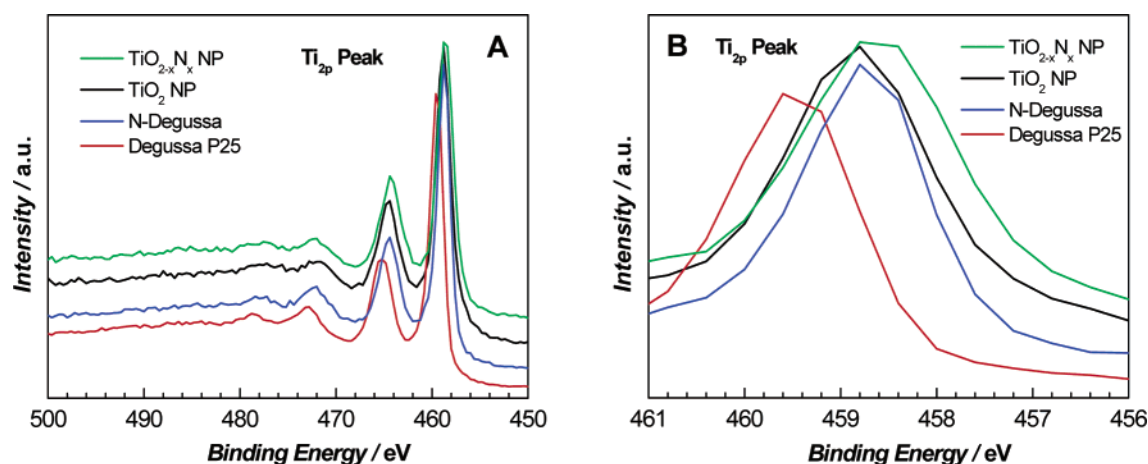 A
Ti2p Peak
TiO2-xNx NP
TiO2 NP
N-Degussa
Degussa P25
Intensity / a.u.
500 490 480 470 460 450
Binding Energy / eV
B
Ti2p Peak
TiO2-xNx NP
TiO2 NP
N-Degussa
Degussa P25
Intensity / a.u.
461 460 459 458 457 456
Binding Energy / eV